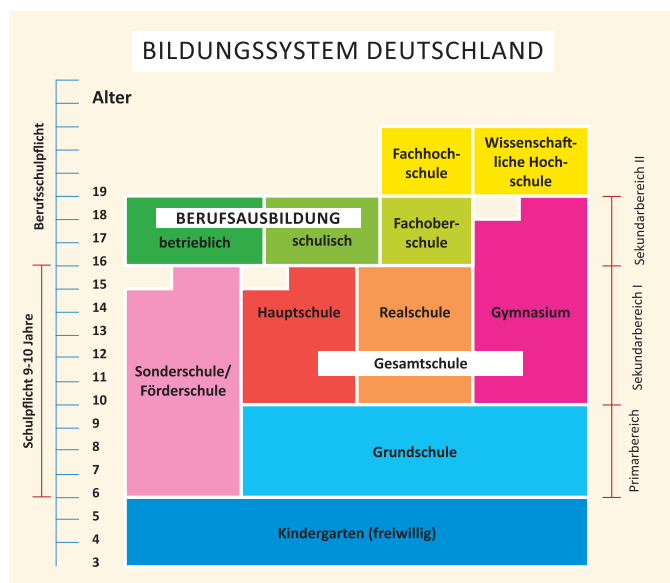 BILDUNGSSYSTEM DEUTSCHLAND
Alter
Fachhoch-
schule
Wissenschaft-
liche Hoch-
schule
19
18
17
16
15
14
13
12
11
10
9
8
7
6
5
4
3
BERUFSAUSBILDUNG
betrieblich
schulisch
Fachober-
schule
Hauptschule
Realschule
Gymnasium
Gesamtschule
Sonderschule/
Förderschule
Grundschule
Kindergarten (freiwillig)
Berufsschulpflicht
Schulpflicht 9-10 Jahre
Sekundarbereich II
Sekundarbereich I
Primarbereich